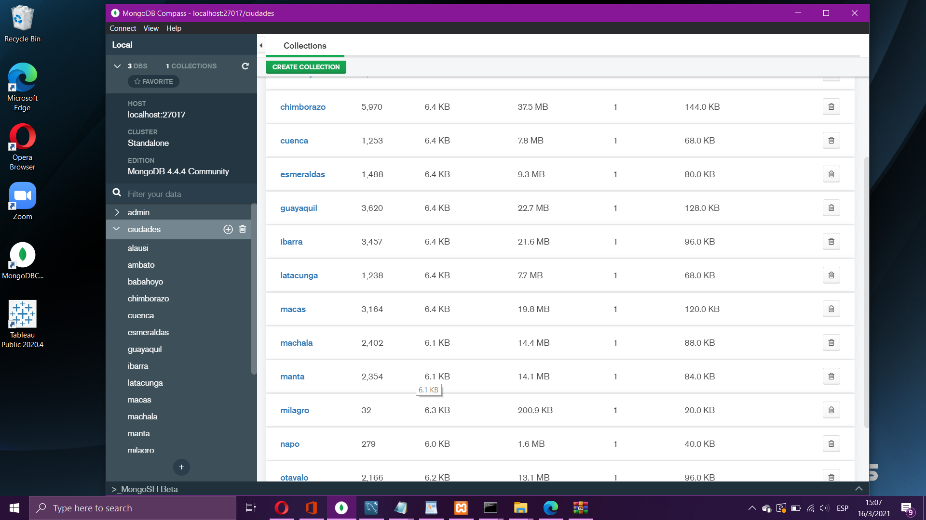 Recycle Bin
Microsoft
Edge
Opera
Browser
Zoom
MongoDBC...
Tableau
Public 2020.4
MongoDB Compass - localhost:27017/ciudades
Connect View Help
Local
3 DBS 1 COLLECTIONS
FAVORITE
HOST
localhost:27017
CLUSTER
Standalone
EDITION
MongoDB 4.4.4 Community
Filter your data
admin
ciudades
alausi
ambato
babahoyo
chimborazo
cuenca
esmeraldas
guayaquil
ibarra
latacunga
macas
machala
manta
milagro
>_MongoSH Beta
Collections
CREATE COLLECTION
chimborazo 5,970 6.4 KB 37.5 MB 1 144.0 KB
cuenca 1,253 6.4 KB 7.8 MB 1 68.0 KB
esmeraldas 1,488 6.4 KB 9.3 MB 1 80.0 KB
guayaquil 3,620 6.4 KB 22.7 MB 1 128.0 KB
ibarra 3,457 6.4 KB 21.6 MB 1 96.0 KB
latacunga 1,238 6.4 KB 7.7 MB 1 68.0 KB
macas 3,164 6.4 KB 19.8 MB 1 120.0 KB
machala 2,402 6.1 KB 14.4 MB 1 88.0 KB
manta 2,354 6.1 KB 14.1 MB 1 84.0 KB
6.1 KB
milagro 32 6.3 KB 200.9 KB 1 20.0 KB
napo 279 6.0 KB 1.6 MB 1 40.0 KB
otavalo 2,166 6.2 KB 13.1 MB 1 96.0 KB
Type here to search
ESP
15:07
16/3/2021
9